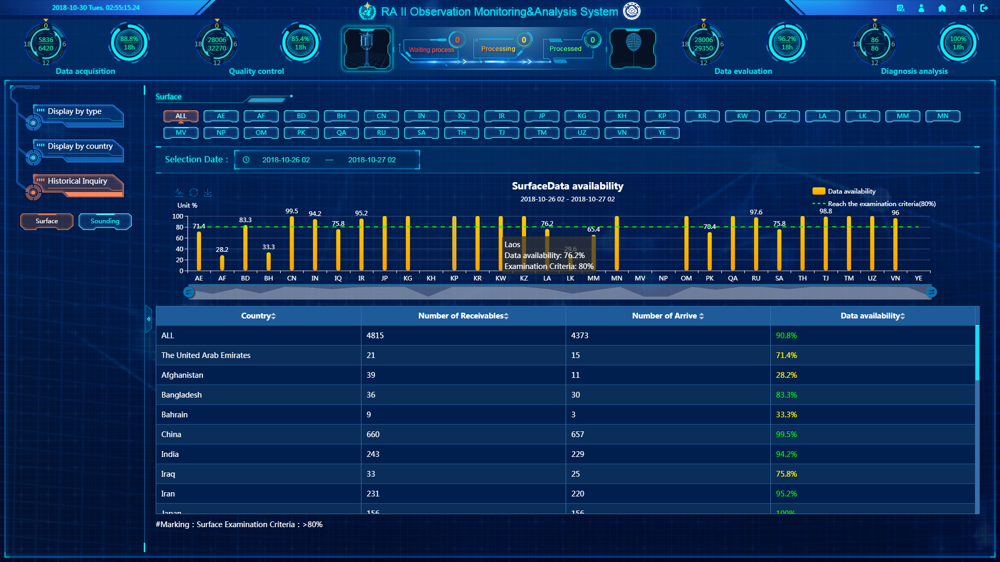 2018-10-30 Tues. 02:55:15.24
RA II Observation Monitoring&Analysis System
0
18 5836 6 6420
12
88.8%
18h
Data acquisition
0
18 28006 6 32270
12
85.4%
18h
Quality control
Waiting process 0
Processing 0
Processed 0
0
18 28006 6 29350
12
96.2%
18h
Data evaluation
0
18 86 6 86
12
100%
18h
Diagnosis analysis
Display by type
Display by country
Historical Inquiry
Surface Sounding
Surface
ALL AE AF BD BH CN IN IQ IR JP KG KH KP KR KW KZ LA LK MM MN
MV NP OM PK QA RU SA TH TJ TM UZ VN YE
Selection Date : 2018-10-26 02 — 2018-10-27 02
SurfaceData availability
2018-10-26 02 - 2018-10-27 02
Data availability
Reach the examination criteria(80%)
Unit %
100
80
60
40
20
0
71.4 28.2 83.3 33.3 99.5 94.2 75.8 95.2 76.2 29.6 65.4 70.4 97.6 75.8 98.8 96
Laos
Data availability: 76.2%
Examination Criteria: 80%
AE AF BD BH CN IN IQ IR JP KG KH KP KR KW KZ LA LK MM MN MV NP OM PK QA RU SA TH TJ TM UZ VN YE
Country Number of Receivables Number of Arrive Data availability
ALL 4815 4373 90.8%
The United Arab Emirates 21 15 71.4%
Afghanistan 39 11 28.2%
Bangladesh 36 30 83.3%
Bahrain 9 3 33.3%
China 660 657 99.5%
India 243 229 94.2%
Iraq 33 25 75.8%
Iran 231 220 95.2%
Japan 156 156 100%
#Marking : Surface Examination Criteria : >80%